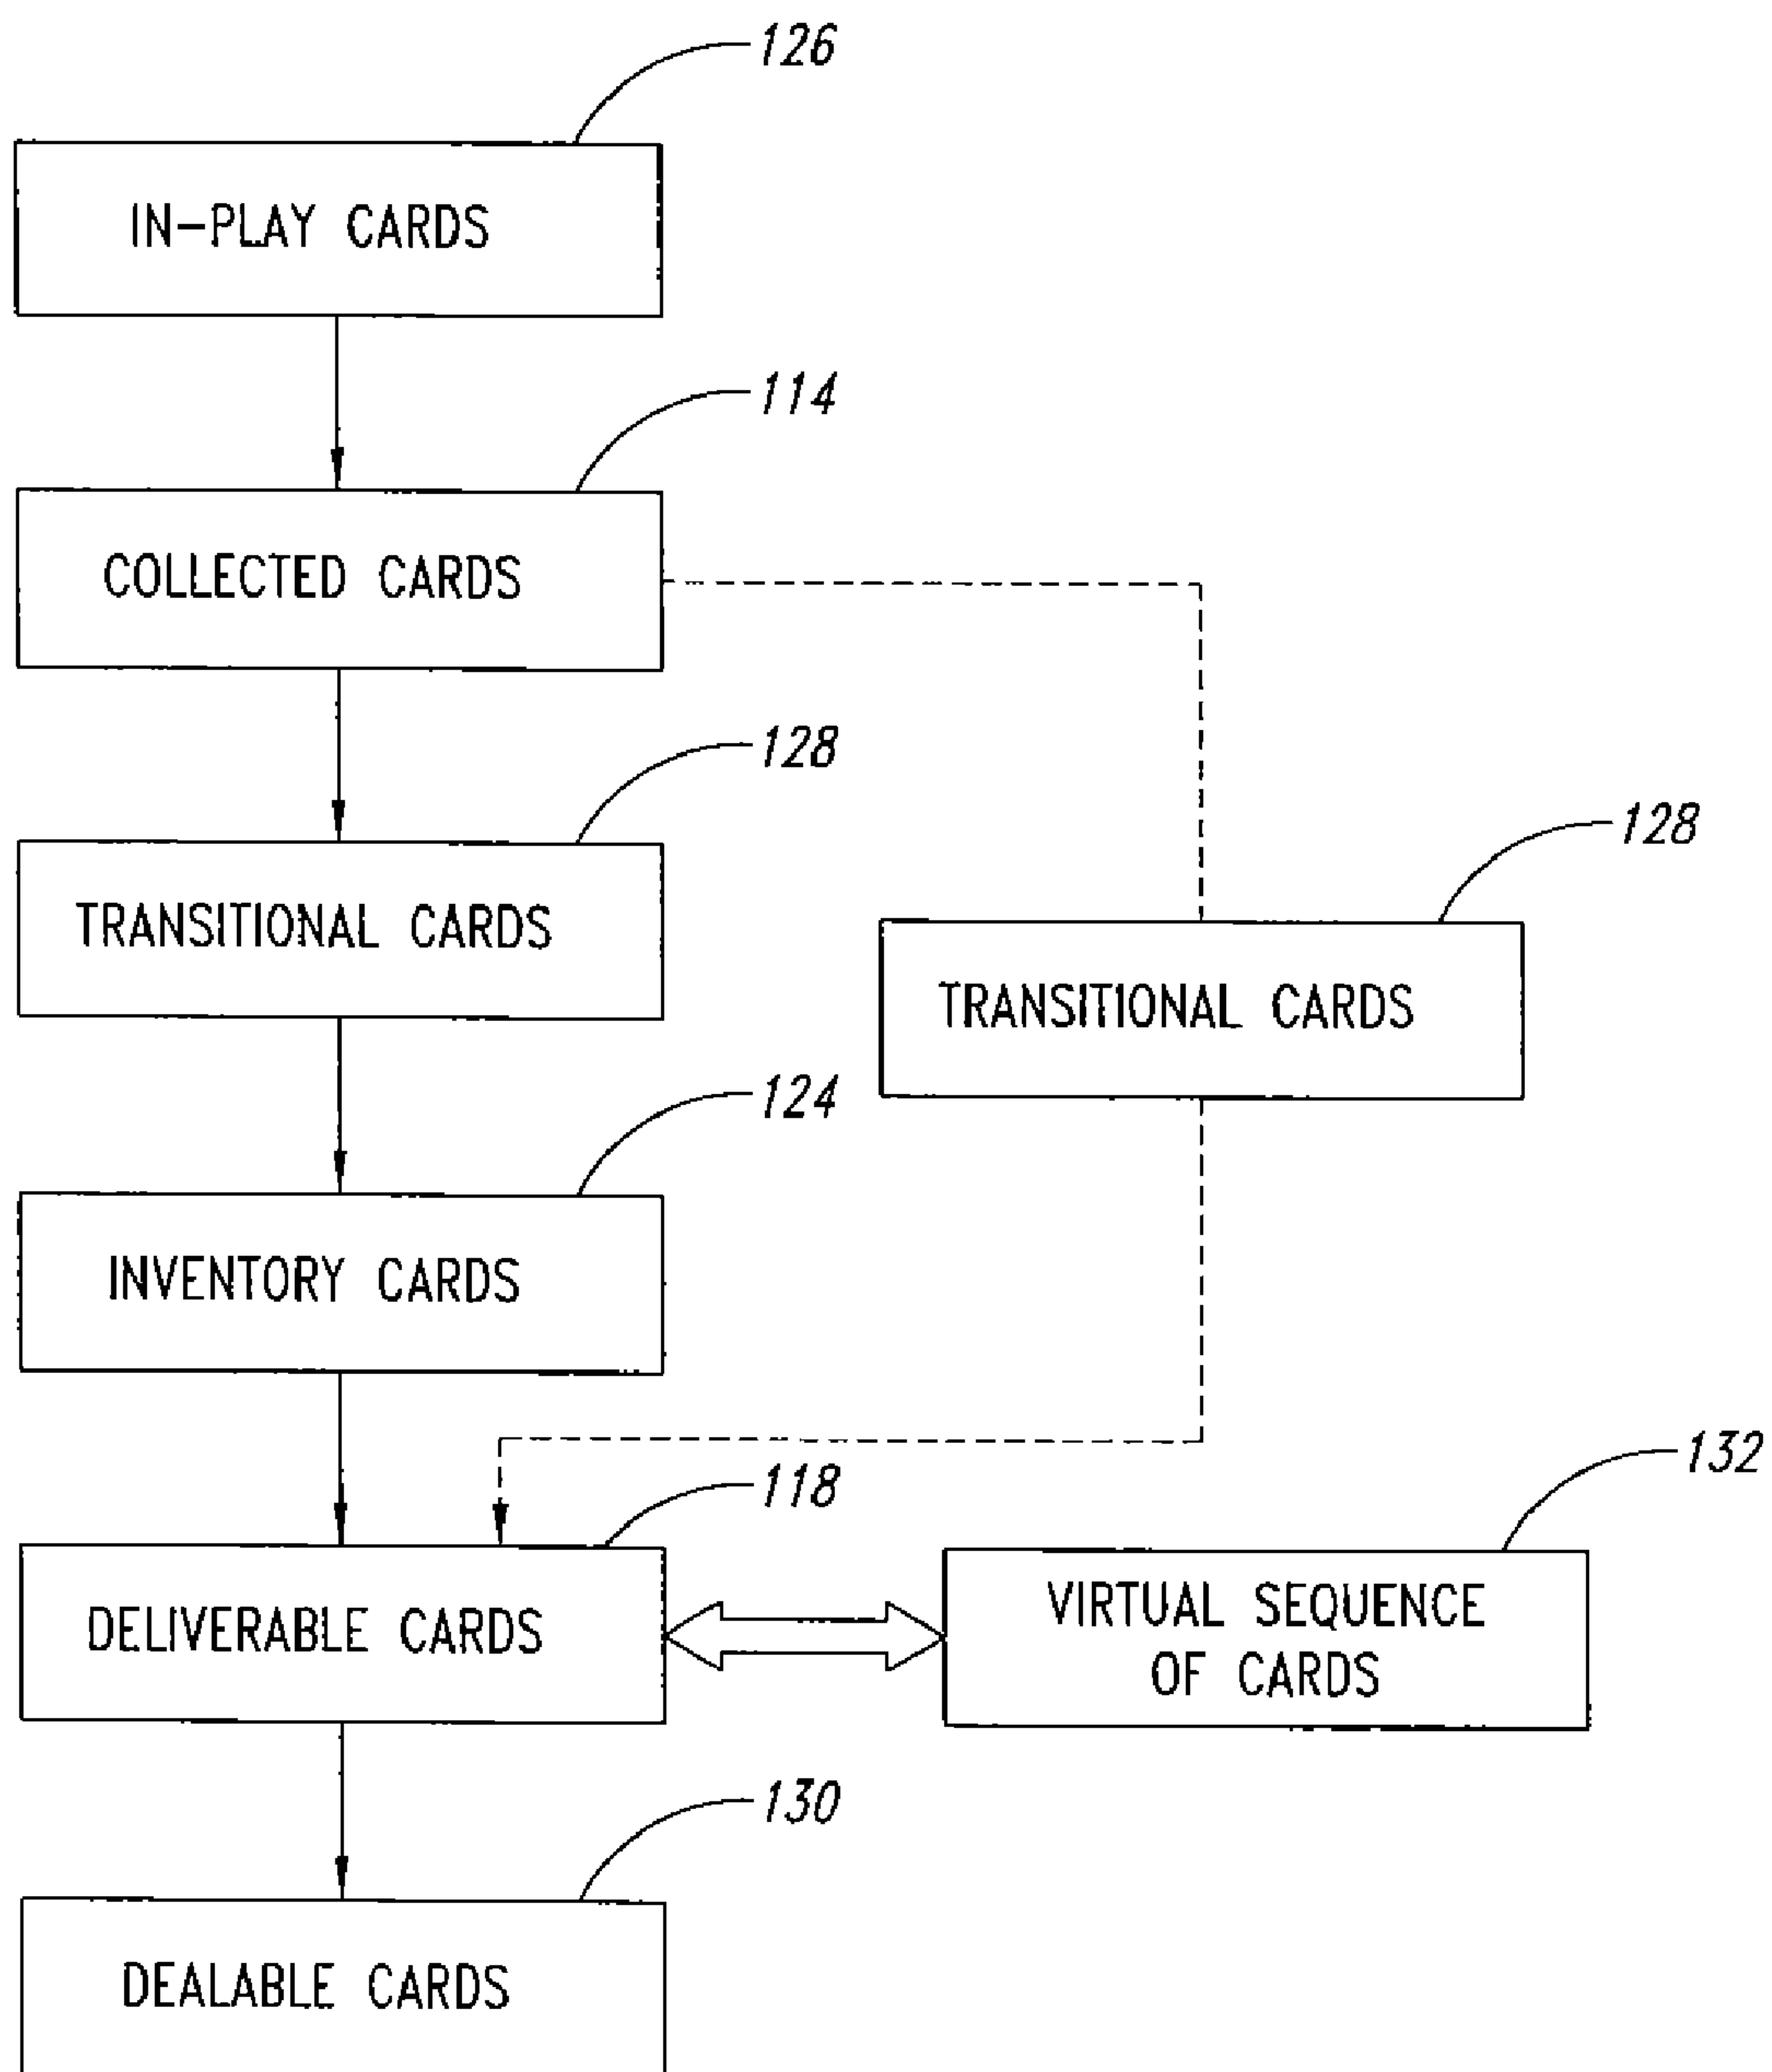 126
IN-PLAY CARDS
114
COLLECTED CARDS
128
TRANSITIONAL CARDS
128
TRANSITIONAL CARDS
124
INVENTORY CARDS
118
DELIVERABLE CARDS
132
VIRTUAL SEQUENCE
OF CARDS
130
DEALABLE CARDS